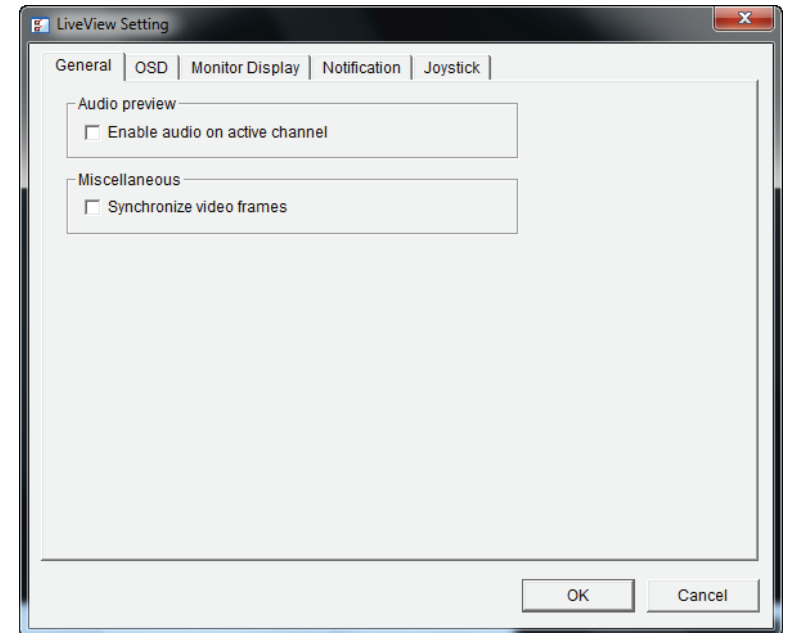 LiveView Setting
General OSD Monitor Display Notification Joystick
Audio preview
Enable audio on active channel
Miscellaneous
Synchronize video frames
OK Cancel